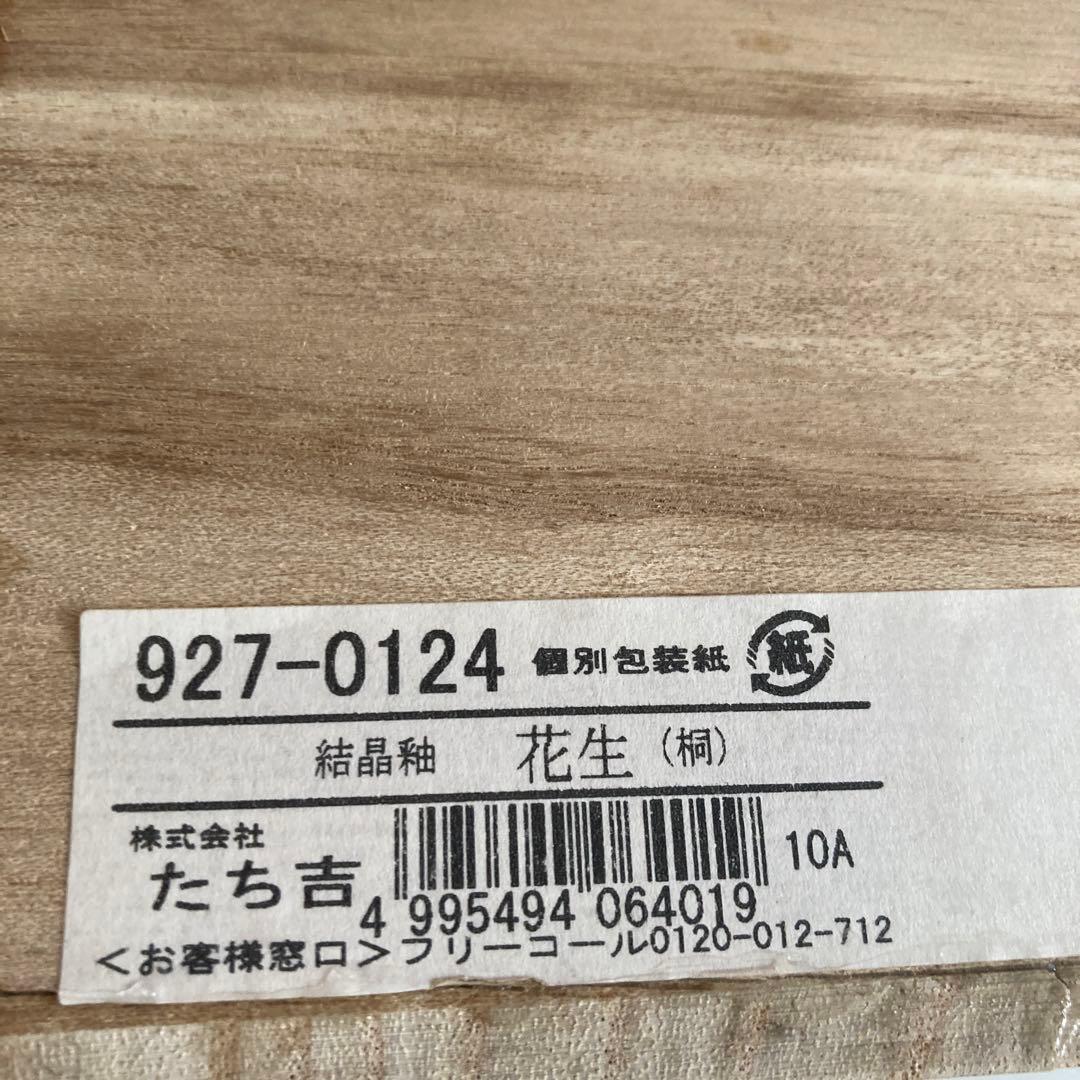 927-0124 個別包装紙 紙
結晶釉 花生（桐）
株式会社
たち吉
10A
4 995494 064019
＜お客様窓口＞フリーコール0120-012-712